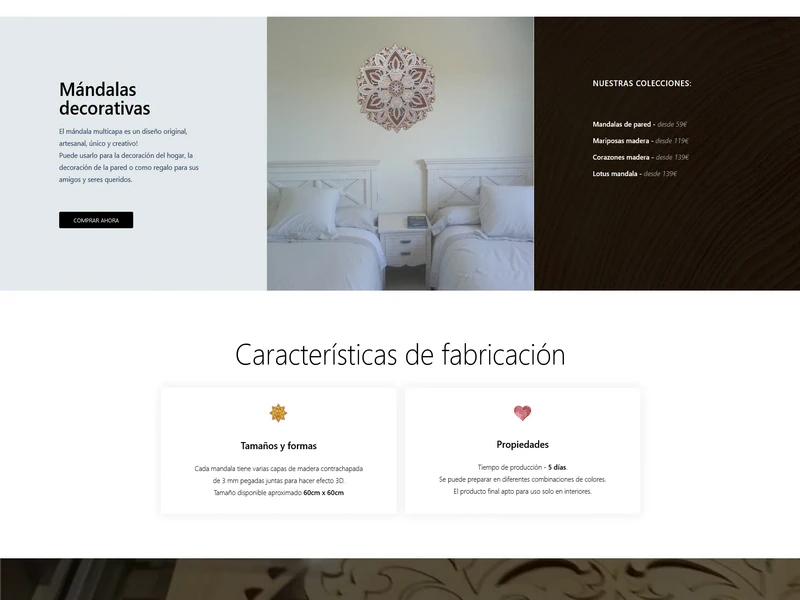 Mándalas
decorativas
El mándala multicapa es un diseño original,
artesanal, único y creativo!
Puede usarlo para la decoración del hogar, la
decoración de la pared o como regalo para sus
amigos y seres queridos.
COMPRAR AHORA
NUESTRAS COLECCIONES:
Mandalas de pared - desde 59€
Mariposas madera - desde 119€
Corazones madera - desde 139€
Lotus mandala - desde 139€
Características de fabricación
Tamaños y formas
Cada mandala tiene varias capas de madera contrachapada
de 3 mm pegadas juntas para hacer efecto 3D.
Tamaño disponible aproximado 60cm x 60cm
Propiedades
Tiempo de producción - 5 días.
Se puede preparar en diferentes combinaciones de colores.
El producto final apto para uso solo en interiores.